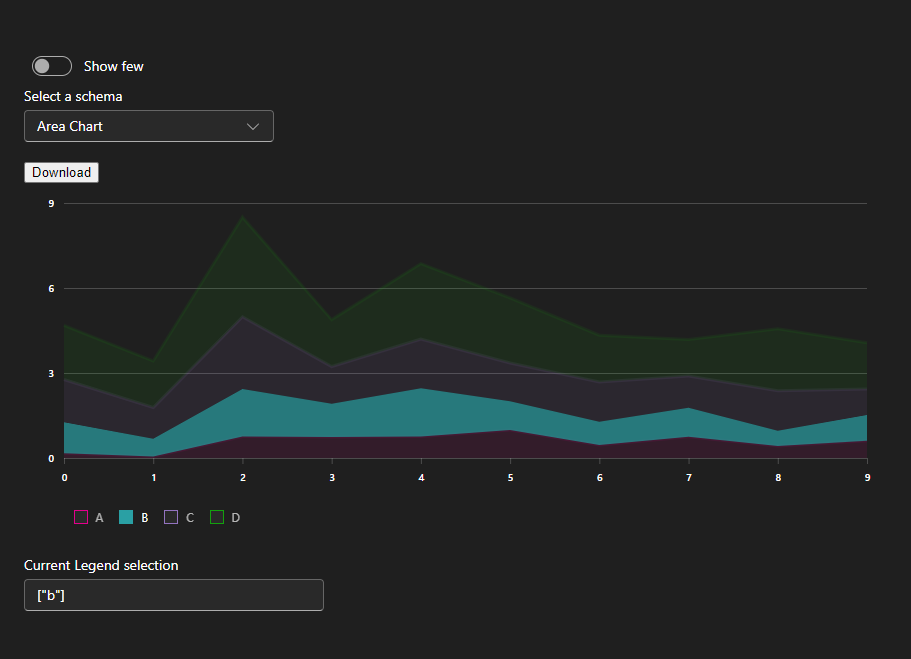 Show few
Select a schema
Area Chart
Download
9
6
3
0
0 1 2 3 4 5 6 7 8 9
A B C D
Current Legend selection
["b"]